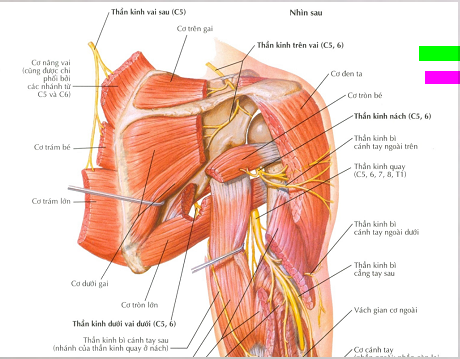 Thần kinh vai sau (C5)
Nhìn sau
Cơ trên gai
Thần kinh trên vai (C5, 6)
Cơ nâng vai
(cũng được chi
phối bởi
các nhánh từ
C5 và C6)
Cơ đen ta
Cơ tròn bé
Thần kinh nách (C5, 6)
Thần kinh bì
cánh tay ngoài trên
Cơ trám bé
Thần kinh quay
(C5, 6, 7, 8, T1)
Cơ trám lớn
Thần kinh bì
cánh tay ngoài dưới
Thần kinh bì
cẳng tay sau
Cơ dưới gai
Cơ tròn lớn
Vách gian cơ ngoài
Thần kinh dưới vai dưới (C5, 6)
Thần kinh bì cánh tay sau
(nhánh của thần kinh quay ở nách)
Cơ cánh tay